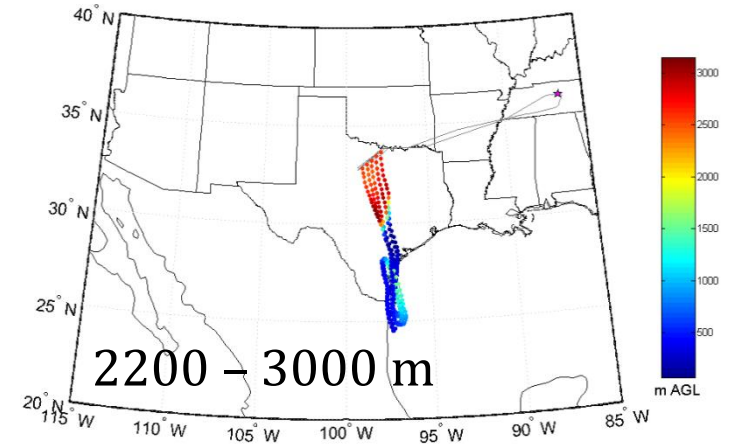 40° N
35° N
30° N
25° N
20° N
115° W
110° W
105° W
100° W
95° W
90° W
85° W
2200 – 3000 m
3000
2500
2000
1500
1000
500
m AGL